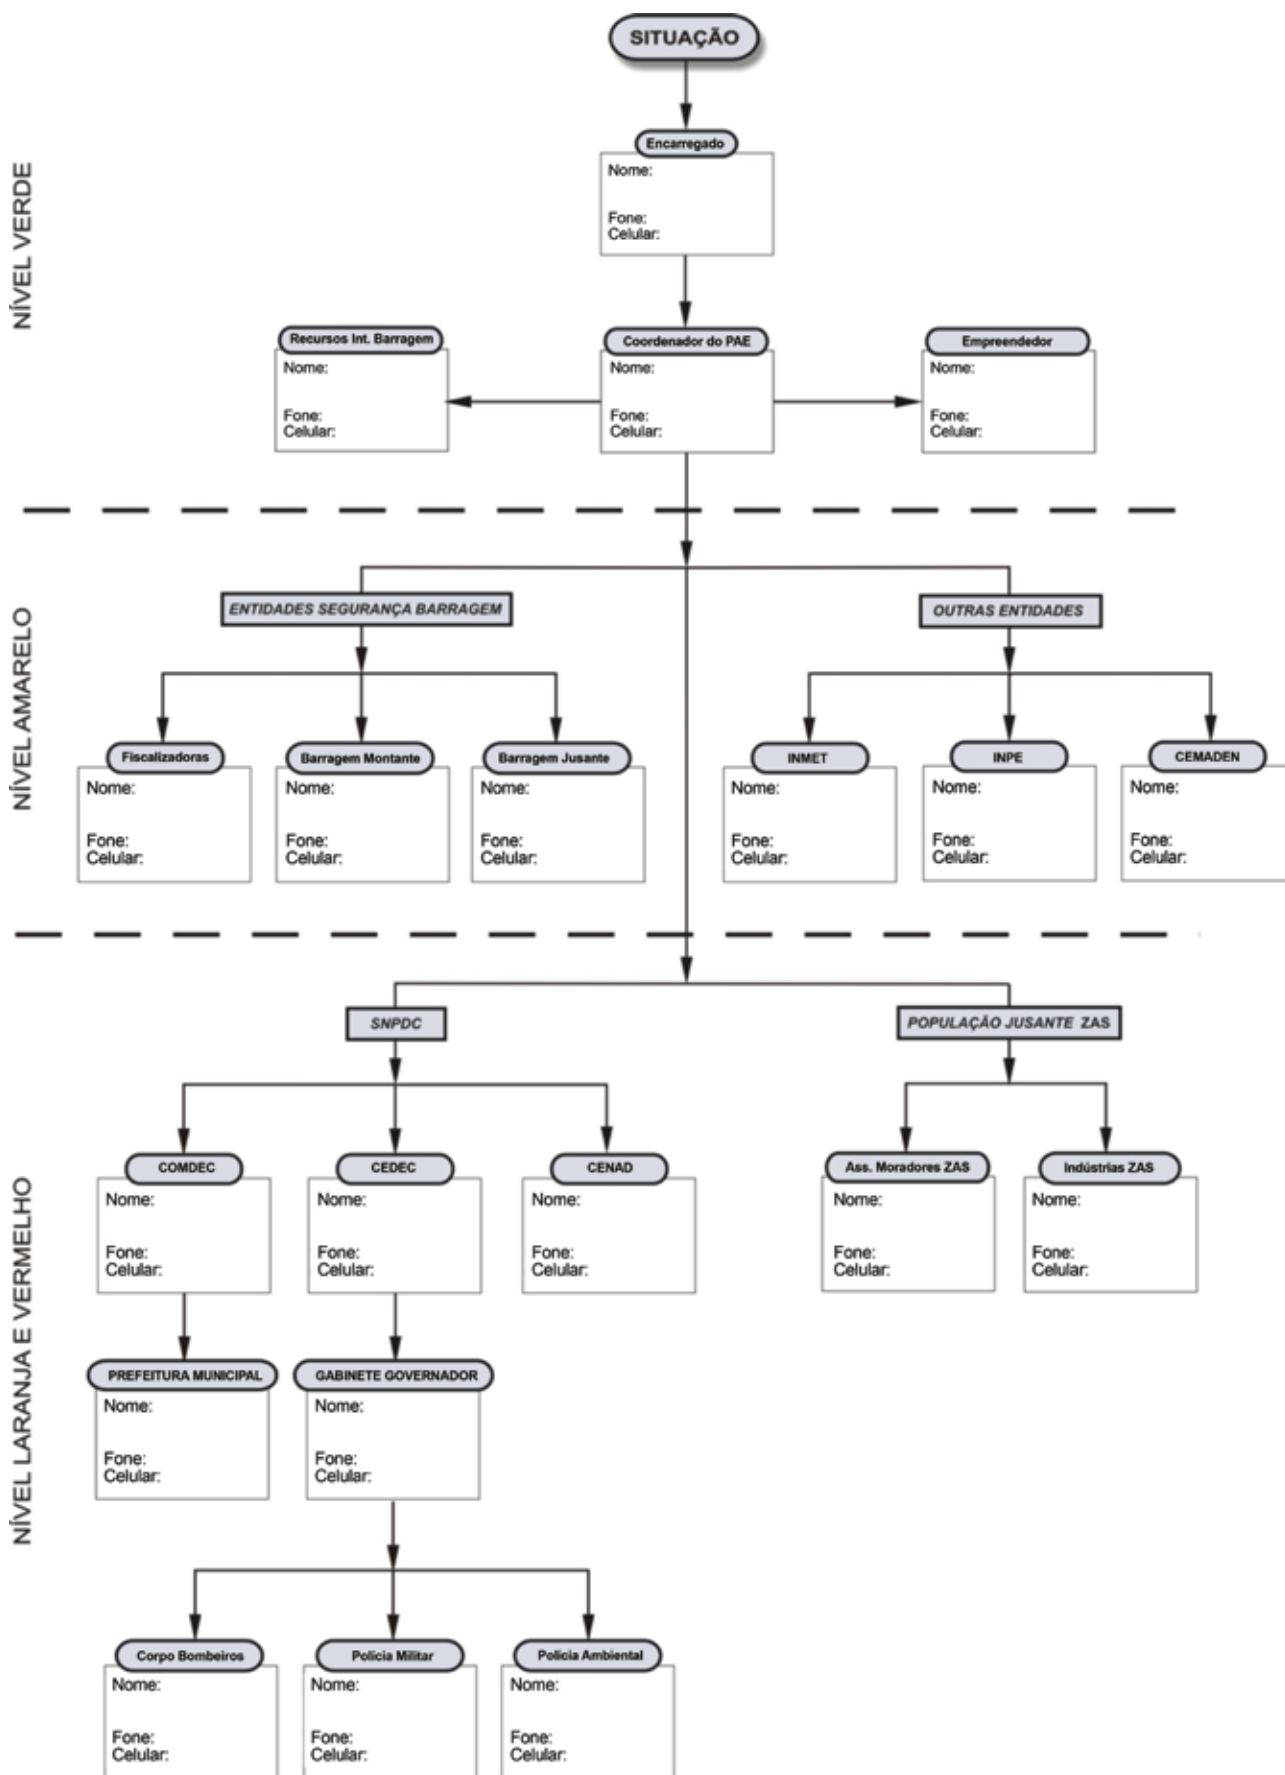 SITUAÇÃO
NÍVEL VERDE
Encarregado
Nome:
Fone:
Celular:
Recursos Int. Barragem
Nome:
Fone:
Celular:
Coordenador do PAE
Nome:
Fone:
Celular:
Empreendedor
Nome:
Fone:
Celular:
NÍVEL AMARELO
ENTIDADES SEGURANÇA BARRAGEM
OUTRAS ENTIDADES
Fiscalizadoras
Nome:
Fone:
Celular:
Barragem Montante
Nome:
Fone:
Celular:
Barragem Jusante
Nome:
Fone:
Celular:
INMET
Nome:
Fone:
Celular:
INPE
Nome:
Fone:
Celular:
CEMADEN
Nome:
Fone:
Celular:
NÍVEL LARANJA E VERMELHO
SNPDC
POPULAÇÃO JUSANTE ZAS
COMDEC
Nome:
Fone:
Celular:
CEDEC
Nome:
Fone:
Celular:
CENAD
Nome:
Fone:
Celular:
Ass. Moradores ZAS
Nome:
Fone:
Celular:
Indústrias ZAS
Nome:
Fone:
Celular:
PREFEITURA MUNICIPAL
Nome:
Fone:
Celular:
GABINETE GOVERNADOR
Nome:
Fone:
Celular:
Corpo Bombeiros
Nome:
Fone:
Celular:
Polícia Militar
Nome:
Fone:
Celular:
Polícia Ambiental
Nome:
Fone:
Celular: